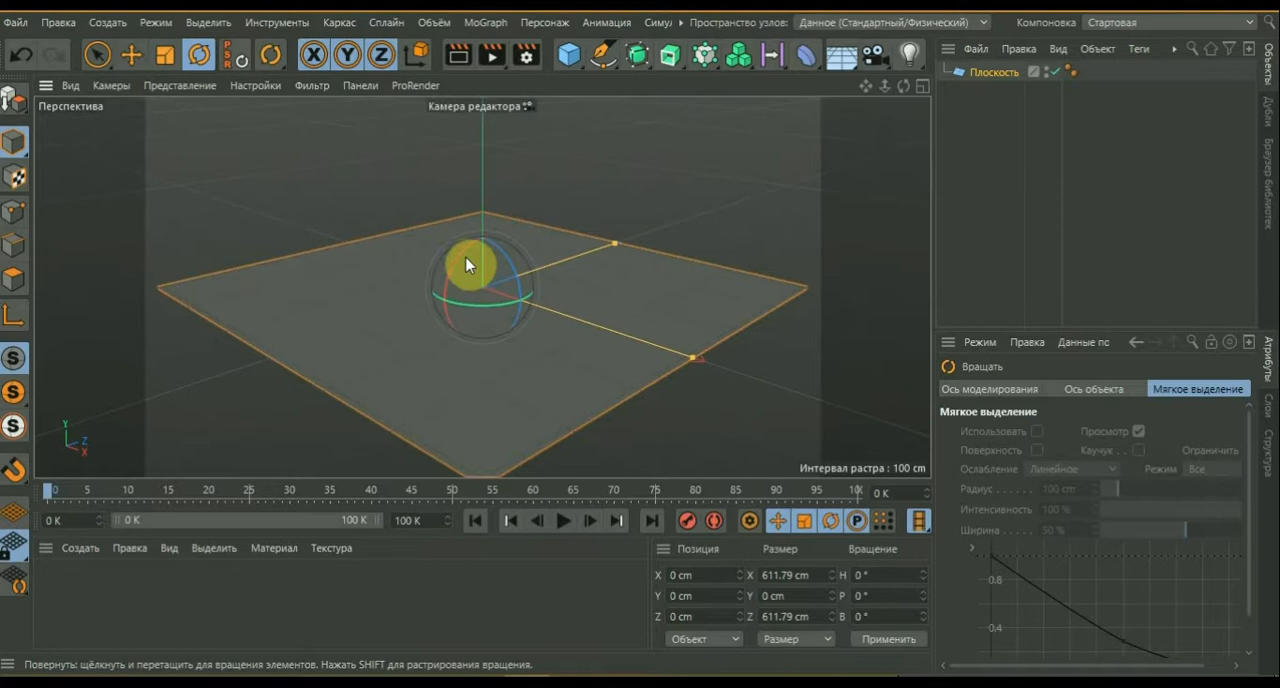 Файл Правка Создать Режим Выделить Инструменты Каркас Сплайн Объём MoGraph Персонаж Анимация Симу Пространство узлов: Данное (Стандартный/Физический) Компоновка Стартовая
P
S
R
X Y Z
Файл Правка Вид Объект Теги
Плоскость
Объекты
Дубли
Браузер библиотек
Вид Камеры Представление Настройки Фильтр Панели ProRender
Перспектива
Камера редактора
Y
Z
X
Интервал растра : 100 cm
S
S
S
Режим Правка Данные пс
Вращать
Ось моделирования Ось объекта Мягкое выделение
Мягкое выделение
Использовать Просмотр
Поверхность Каучук . . Ограничить
Ослабление Линейное Режим Все
Радиус . . . . . . 100 cm
Интенсивность 100 %
Ширина . . . . . 50 %
0.8
0.4
Атрибуты
Слои
Структура
0 5 10 15 20 25 30 35 40 45 50 55 60 65 70 75 80 85 90 95 10 0 K
0 K 0 K 100 K 100 K
P
Создать Правка Вид Выделить Материал Текстура
Позиция Размер Вращение
X 0 cm X 611.79 cm H 0 °
Y 0 cm Y 0 cm P 0 °
Z 0 cm Z 611.79 cm B 0 °
Объект Размер Применить
Повернуть: щёлкнуть и перетащить для вращения элементов. Нажать SHIFT для растрирования вращения.